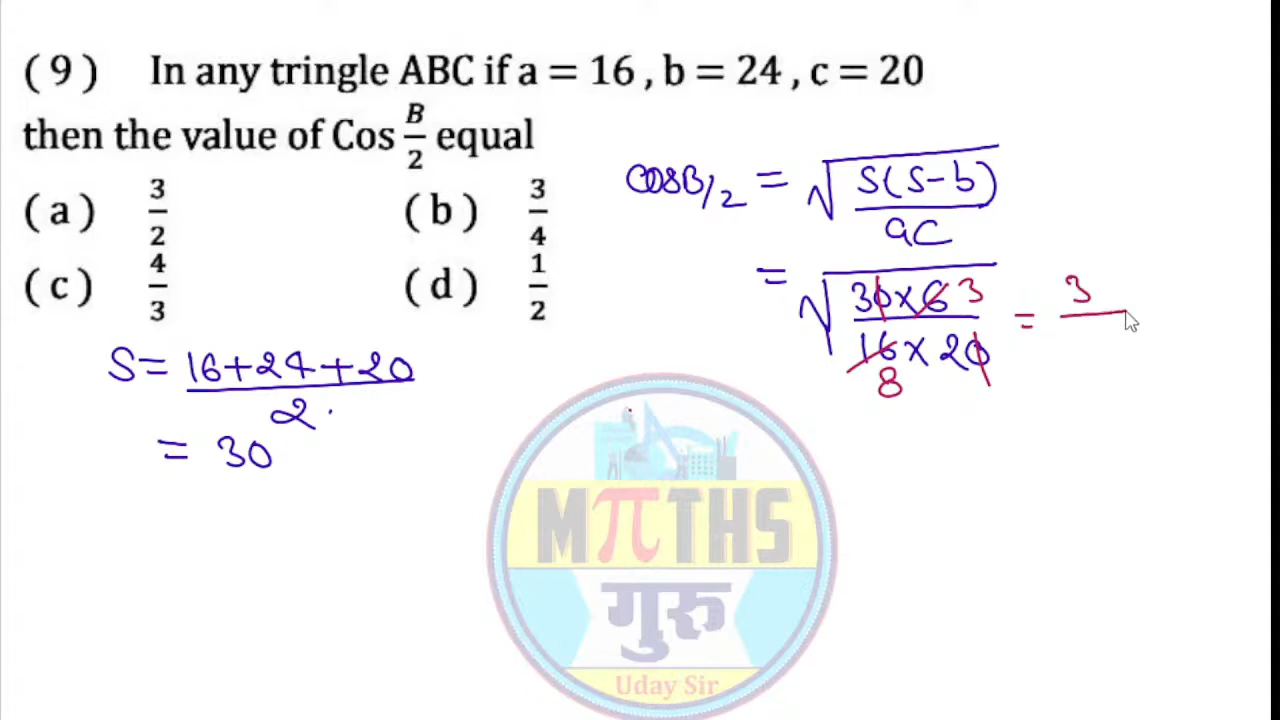 ( 9 ) In any tringle ABC if a = 16 , b = 24 , c = 20
then the value of Cos B/2 equal
( a ) 3/2 ( b ) 3/4
( c ) 4/3 ( d ) 1/2
cosB/2 = √(s(s-b)/ac)
= √(30×6 3/16×20 8) = 3
S = 16+24+20/2
= 30
MπTHS
गुरु
Uday Sir